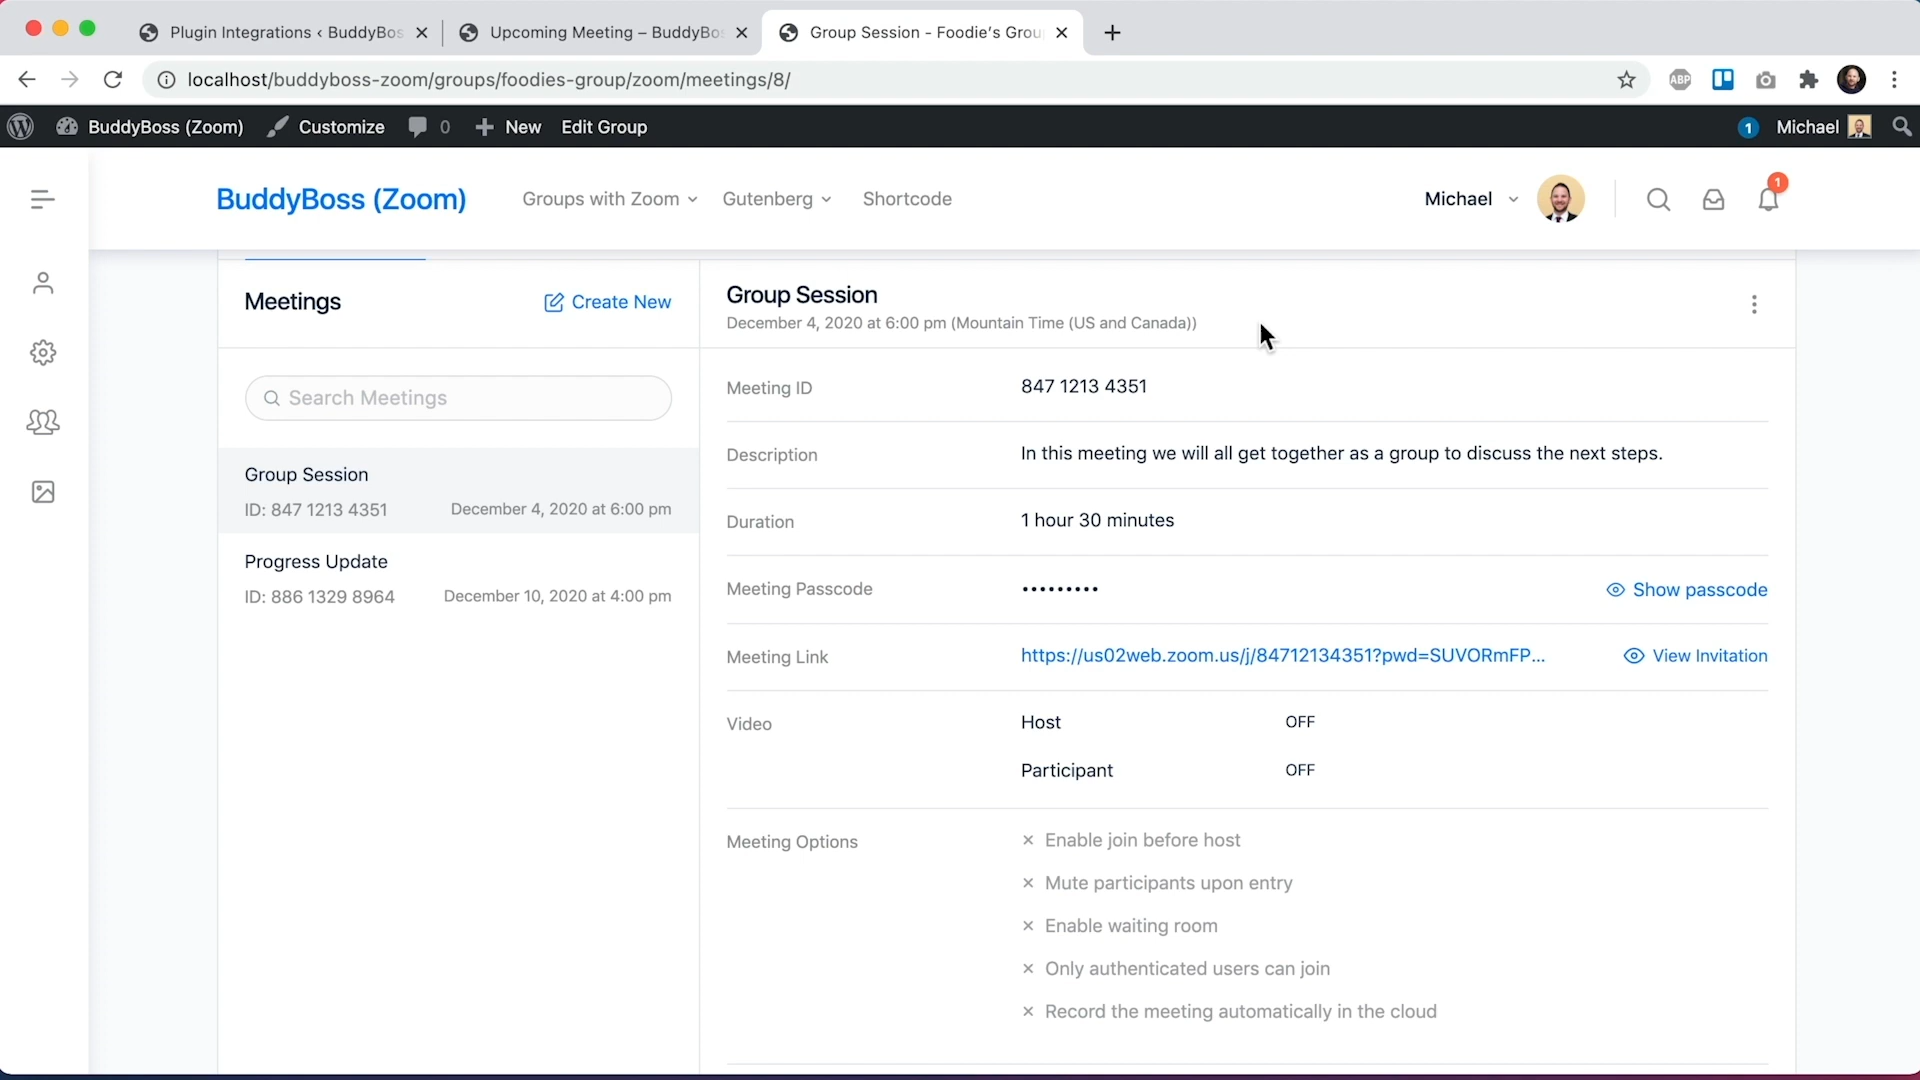 Plugin Integrations ‹ BuddyBos
Upcoming Meeting – BuddyBos
Group Session - Foodie's Grou
localhost/buddyboss-zoom/groups/foodies-group/zoom/meetings/8/
ABP
BuddyBoss (Zoom)
Customize
0
New
Edit Group
1
Michael
BuddyBoss (Zoom)
Groups with Zoom
Gutenberg
Shortcode
Michael
1
Meetings
Create New
Search Meetings
Group Session
ID: 847 1213 4351
December 4, 2020 at 6:00 pm
Progress Update
ID: 886 1329 8964
December 10, 2020 at 4:00 pm
Group Session
December 4, 2020 at 6:00 pm (Mountain Time (US and Canada))
Meeting ID
847 1213 4351
Description
In this meeting we will all get together as a group to discuss the next steps.
Duration
1 hour 30 minutes
Meeting Passcode
•••••••••
Show passcode
Meeting Link
https://us02web.zoom.us/j/84712134351?pwd=SUVORmFP...
View Invitation
Video
Host
OFF
Participant
OFF
Meeting Options
× Enable join before host
× Mute participants upon entry
× Enable waiting room
× Only authenticated users can join
× Record the meeting automatically in the cloud